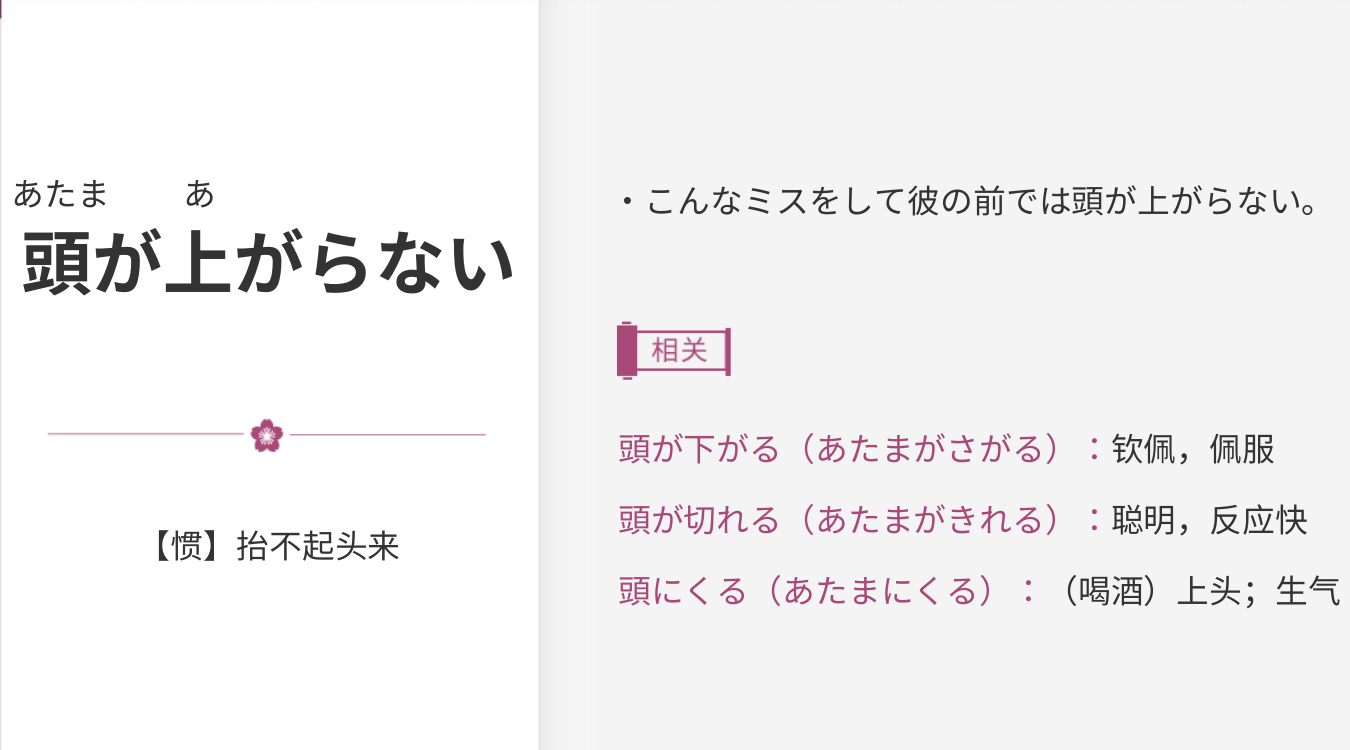 あたま あ
頭が上がらない
【惯】抬不起头来
・こんなミスをして彼の前では頭が上がらない。
相关
頭が下がる（あたまがさがる）：钦佩，佩服
頭が切れる（あたまがきれる）：聪明，反应快
頭にくる（あたまにくる）：（喝酒）上头；生气